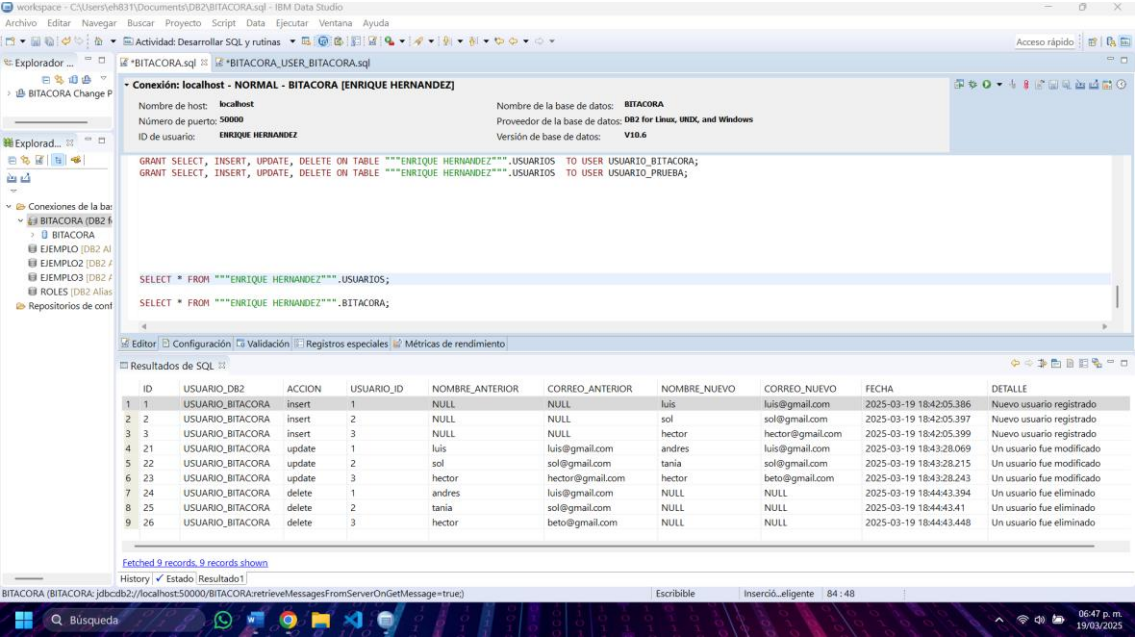 workspace - C:\Users\eh831\Documents\DB2\BITACORA.sql - IBM Data Studio
Archivo Editar Navegar Buscar Proyecto Script Data Ejecutar Ventana Ayuda
Actividad: Desarrollar SQL y rutinas
Acceso rápido
Explorador ...
*BITACORA.sql
*BITACORA_USER_BITACORA.sql
BITACORA Change P
Conexión: localhost - NORMAL - BITACORA [ENRIQUE HERNANDEZ]
Nombre de host: localhost Nombre de la base de datos: BITACORA
Número de puerto: 50000 Proveedor de la base de datos: DB2 for Linux, UNIX, and Windows
ID de usuario: ENRIQUE HERNANDEZ Versión de base de datos: V10.6
Explorad...
Conexiones de la bas
BITACORA (DB2 f
BITACORA
EJEMPLO [DB2 Al
EJEMPLO2 [DB2 A
EJEMPLO3 [DB2 A
ROLES [DB2 Alias
Repositorios de conf
GRANT SELECT, INSERT, UPDATE, DELETE ON TABLE """ENRIQUE HERNANDEZ""".USUARIOS TO USER USUARIO_BITACORA;
GRANT SELECT, INSERT, UPDATE, DELETE ON TABLE """ENRIQUE HERNANDEZ""".USUARIOS TO USER USUARIO_PRUEBA;
SELECT * FROM """ENRIQUE HERNANDEZ""".USUARIOS;
SELECT * FROM """ENRIQUE HERNANDEZ""".BITACORA;
Editor Configuración Validación Registros especiales Métricas de rendimiento
Resultados de SQL
ID USUARIO_DB2 ACCION USUARIO_ID NOMBRE_ANTERIOR CORREO_ANTERIOR NOMBRE_NUEVO CORREO_NUEVO FECHA DETALLE
1 1 USUARIO_BITACORA insert 1 NULL NULL luis luis@gmail.com 2025-03-19 18:42:05.386 Nuevo usuario registrado
2 2 USUARIO_BITACORA insert 2 NULL NULL sol sol@gmail.com 2025-03-19 18:42:05.397 Nuevo usuario registrado
3 3 USUARIO_BITACORA insert 3 NULL NULL hector hector@gmail.com 2025-03-19 18:42:05.399 Nuevo usuario registrado
4 21 USUARIO_BITACORA update 1 luis luis@gmail.com andres luis@gmail.com 2025-03-19 18:43:28.069 Un usuario fue modificado
5 22 USUARIO_BITACORA update 2 sol sol@gmail.com tania sol@gmail.com 2025-03-19 18:43:28.215 Un usuario fue modificado
6 23 USUARIO_BITACORA update 3 hector hector@gmail.com hector beto@gmail.com 2025-03-19 18:43:28.243 Un usuario fue modificado
7 24 USUARIO_BITACORA delete 1 andres luis@gmail.com NULL NULL 2025-03-19 18:44:43.394 Un usuario fue eliminado
8 25 USUARIO_BITACORA delete 2 tania sol@gmail.com NULL NULL 2025-03-19 18:44:43.41 Un usuario fue eliminado
9 26 USUARIO_BITACORA delete 3 hector beto@gmail.com NULL NULL 2025-03-19 18:44:43.448 Un usuario fue eliminado
Fetched 9 records, 9 records shown
History Estado Resultado1
BITACORA (BITACORA: jdbc:db2://localhost:50000/BITACORA:retrieveMessagesFromServerOnGetMessage=true;) Escribible Inserció...eligente 84 : 48
Búsqueda
06:47 p. m.
19/03/2025